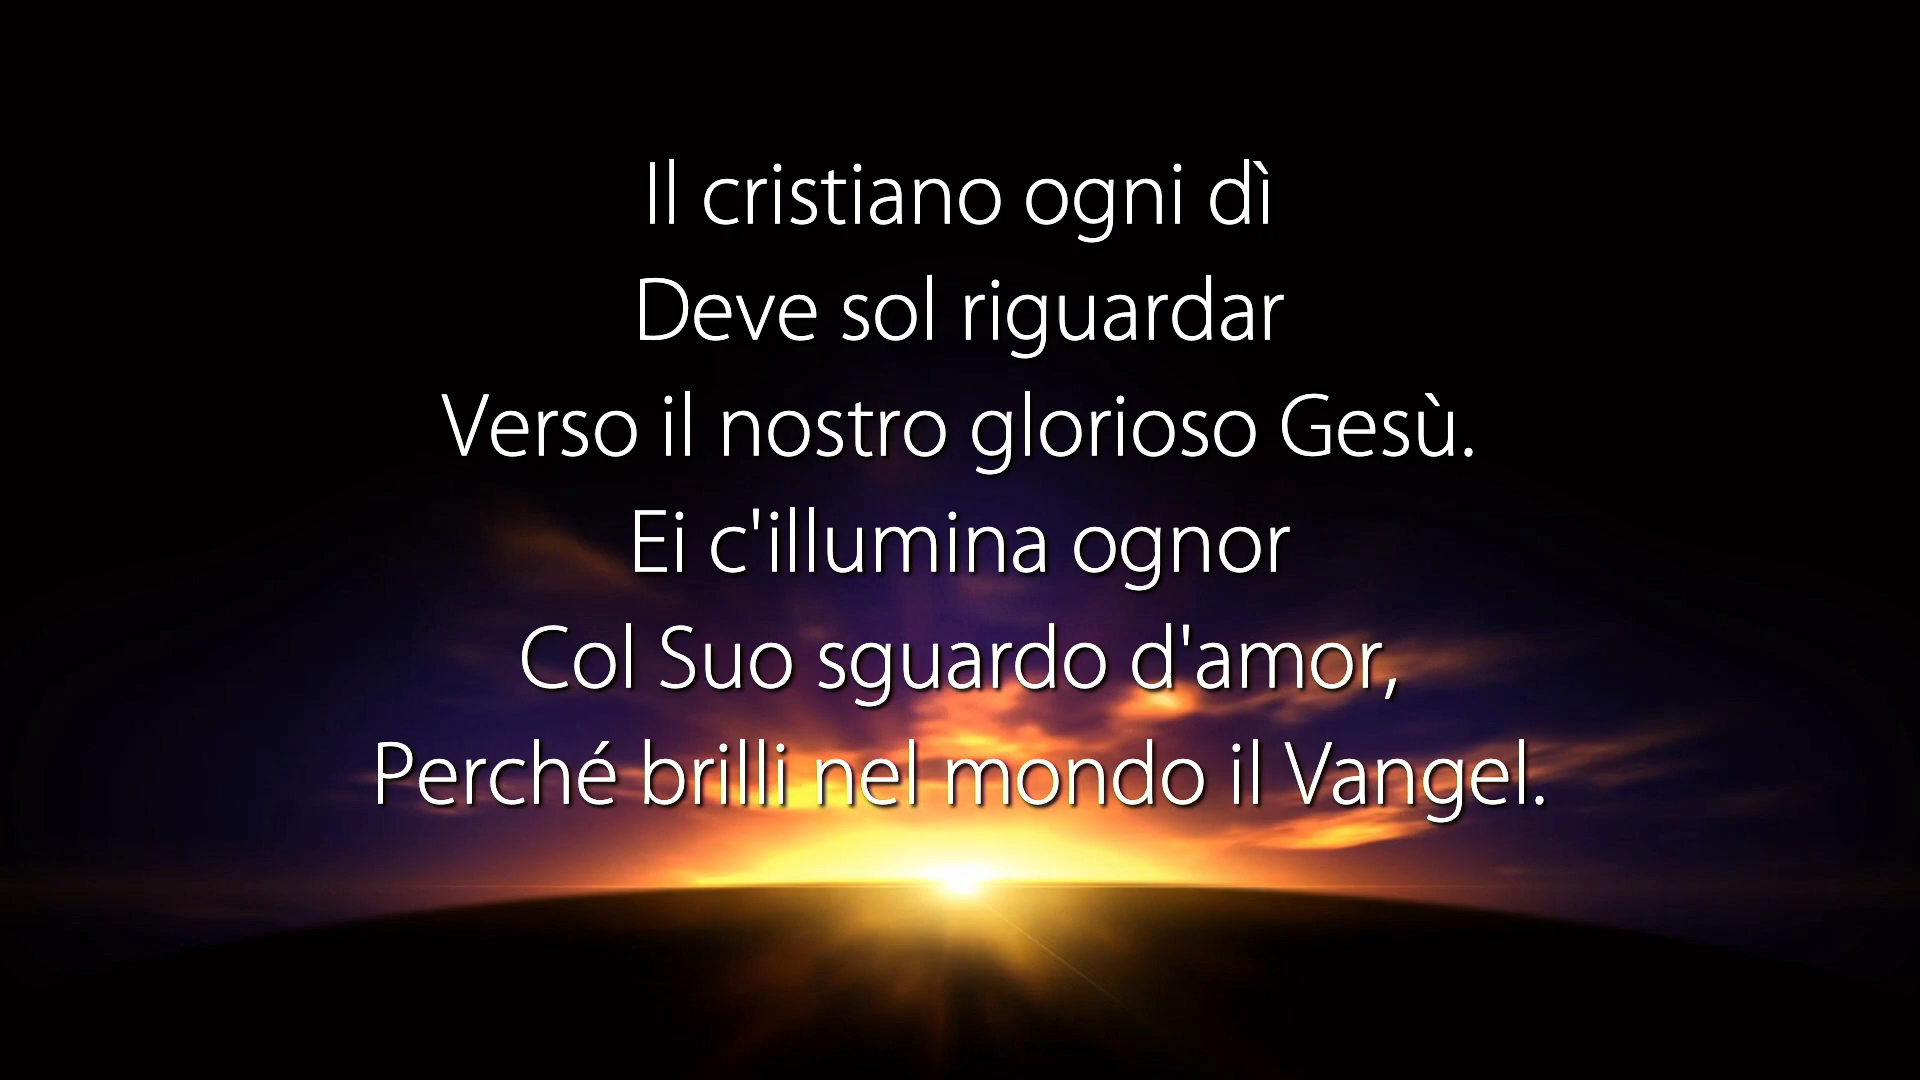 Il cristiano ogni dì
Deve sol riguardar
Verso il nostro glorioso Gesù.
Ei c'illumina ognor
Col Suo sguardo d'amor,
Perché brilli nel mondo il Vangel.